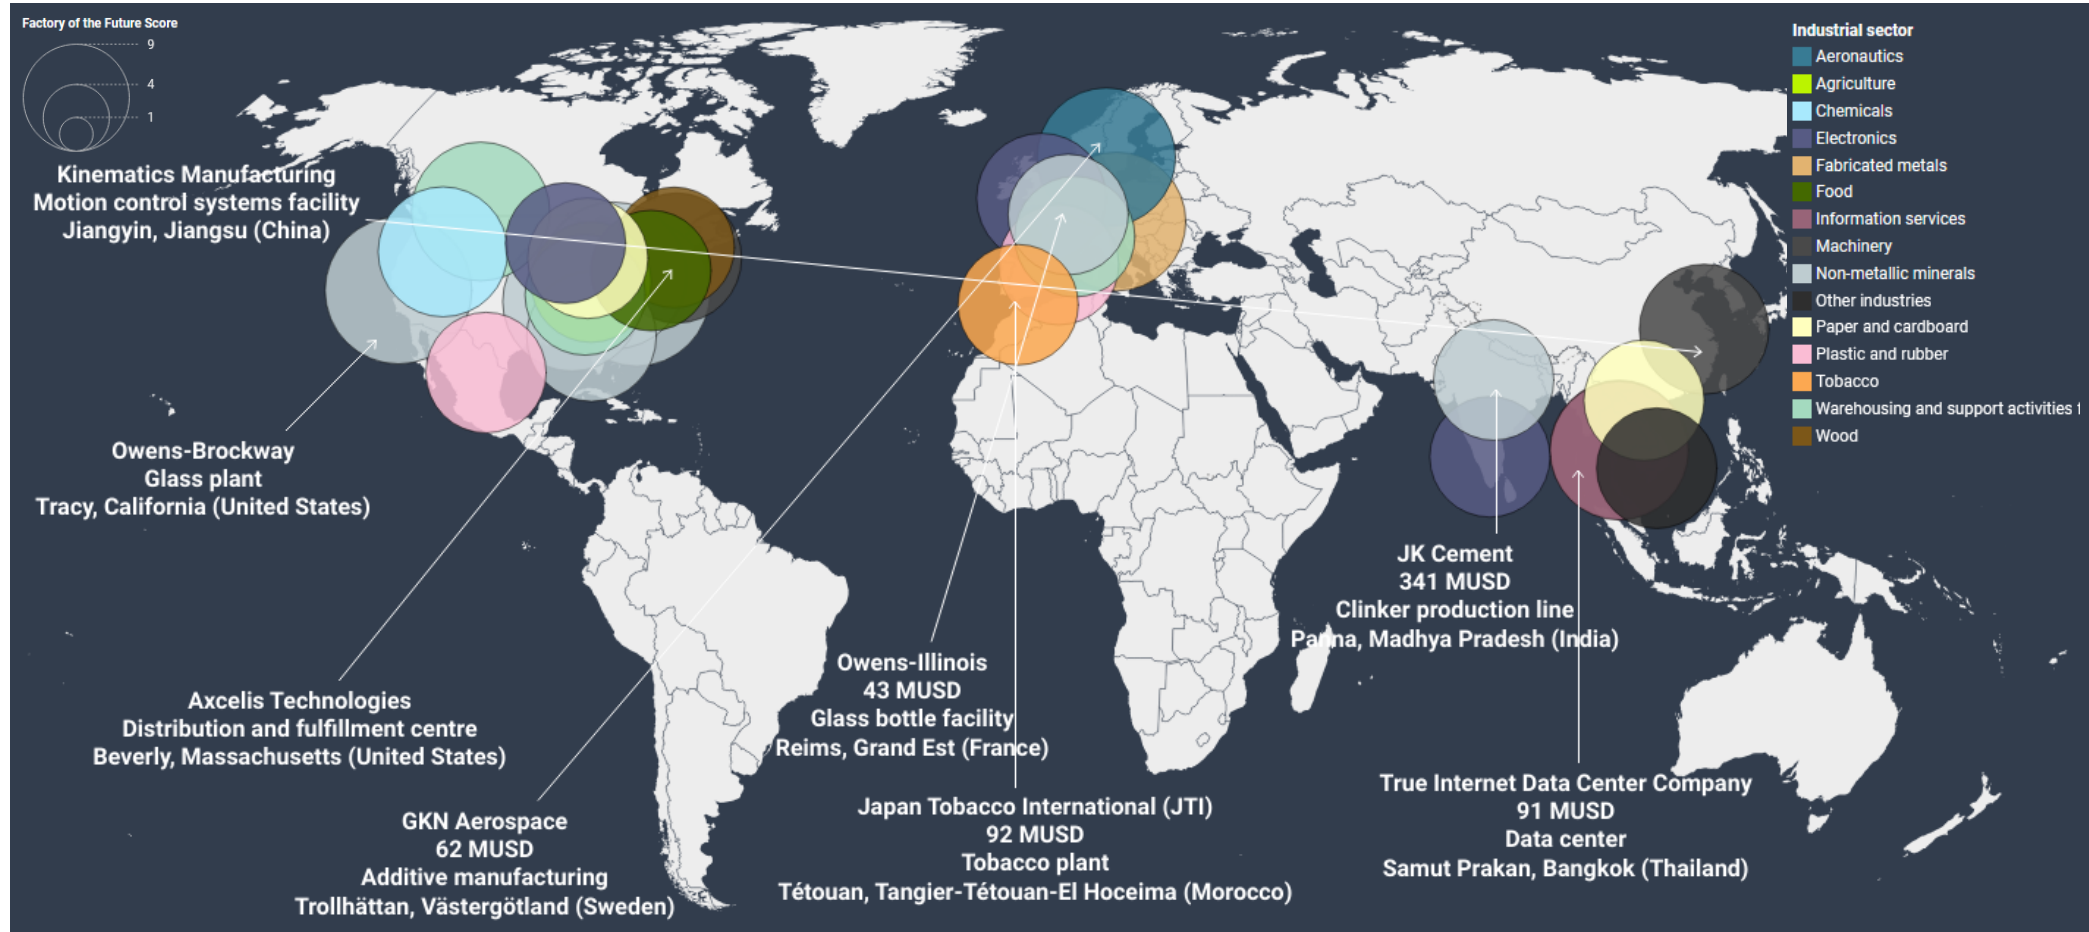 Factory of the Future Score
9
4
1
Kinematics Manufacturing
Motion control systems facility
Jiangyin, Jiangsu (China)
Owens-Brockway
Glass plant
Tracy, California (United States)
Axcelis Technologies
Distribution and fulfillment centre
Beverly, Massachusetts (United States)
GKN Aerospace
62 MUSD
Additive manufacturing
Trollhättan, Västergötland (Sweden)
Owens-Illinois
43 MUSD
Glass bottle facility
Reims, Grand Est (France)
Japan Tobacco International (JTI)
92 MUSD
Tobacco plant
Tétouan, Tangier-Tétouan-El Hoceima (Morocco)
JK Cement
341 MUSD
Clinker production line
Panna, Madhya Pradesh (India)
True Internet Data Center Company
91 MUSD
Data center
Samut Prakan, Bangkok (Thailand)
Industrial sector
Aeronautics
Agriculture
Chemicals
Electronics
Fabricated metals
Food
Information services
Machinery
Non-metallic minerals
Other industries
Paper and cardboard
Plastic and rubber
Tobacco
Warehousing and support activities f
Wood